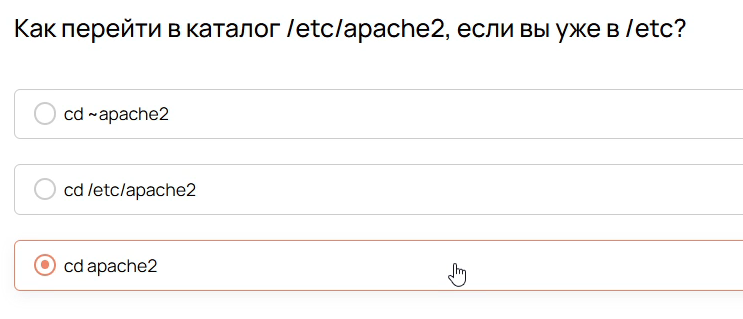 Как перейти в каталог /etc/apache2, если вы уже в /etc?
cd ~apache2
cd /etc/apache2
cd apache2